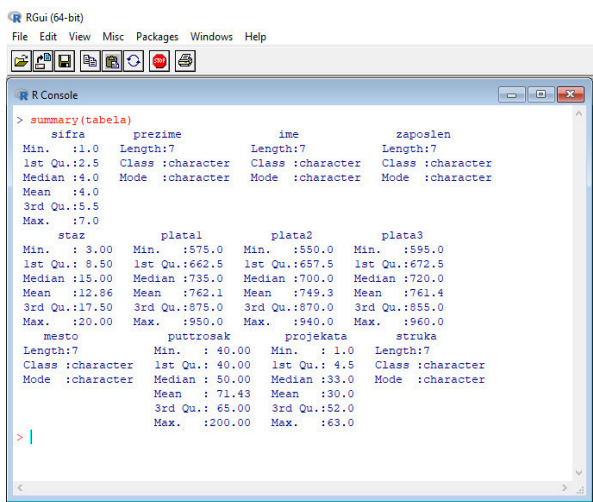 RGui (64-bit)
File Edit View Misc Packages Windows Help
STOP
R Console
> summary(tabela)
sifra prezime ime zaposlen
Min. :1.0 Length:7 Length:7 Length:7
1st Qu.:2.5 Class :character Class :character Class :character
Median :4.0 Mode :character Mode :character Mode :character
Mean :4.0
3rd Qu.:5.5
Max. :7.0
staz plata1 plata2 plata3
Min. : 3.00 Min. :575.0 Min. :550.0 Min. :595.0
1st Qu.: 8.50 1st Qu.:662.5 1st Qu.:657.5 1st Qu.:672.5
Median :15.00 Median :735.0 Median :700.0 Median :720.0
Mean :12.86 Mean :762.1 Mean :749.3 Mean :761.4
3rd Qu.:17.50 3rd Qu.:875.0 3rd Qu.:870.0 3rd Qu.:855.0
Max. :20.00 Max. :950.0 Max. :940.0 Max. :960.0
mesto puttrosak projekata struka
Length:7 Min. : 40.00 Min. : 1.0 Length:7
Class :character 1st Qu.: 40.00 1st Qu.: 4.5 Class :character
Mode :character Median : 50.00 Median :33.0 Mode :character
Mean : 71.43 Mean :30.0
3rd Qu.: 65.00 3rd Qu.:52.0
Max. :200.00 Max. :63.0
>